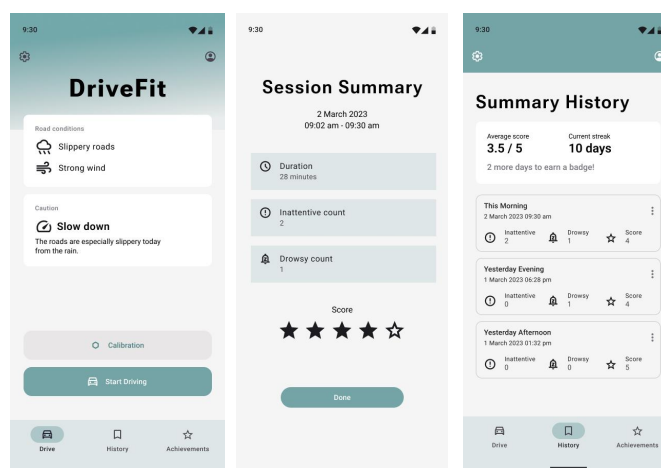 9:30
DriveFit
Road conditions
Slippery roads
Strong wind
Caution
Slow down
The roads are especially slippery today
from the rain.
Calibration
Start Driving
Drive
History
Achievements
9:30
Session Summary
2 March 2023
09:02 am - 09:30 am
Duration
28 minutes
Inattentive count
2
Drowsy count
1
Score
Done
9:30
Summary History
Average score
Current streak
3.5 / 5
10 days
2 more days to earn a badge!
This Morning
2 March 2023 09:30 am
Inattentive
Drowsy
Score
2
1
4
Yesterday Evening
1 March 2023 06:28 pm
Inattentive
Drowsy
Score
0
1
4
Yesterday Afternoon
1 March 2023 01:32 pm
Inattentive
Drowsy
Score
0
0
5
Drive
History
Achievements